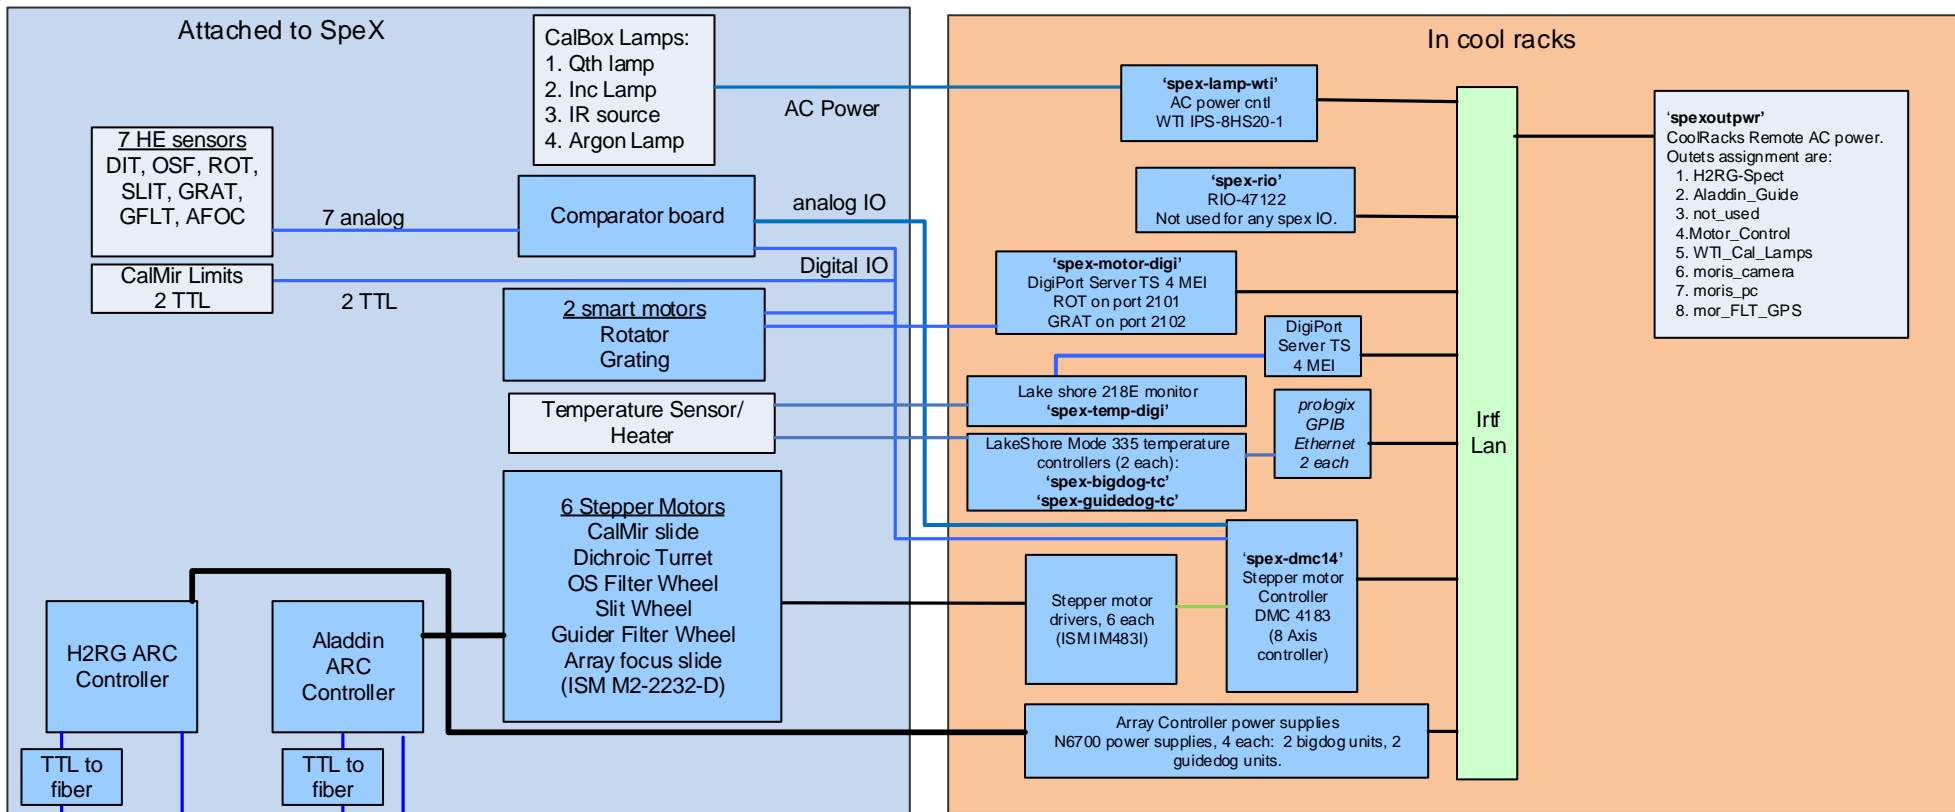 Attached to SpeX
CalBox Lamps:
1. Qth lamp
2. Inc Lamp
3. IR source
4. Argon Lamp
AC Power
7 HE sensors
DIT, OSF, ROT,
SLIT, GRAT,
GFLT, AFOC
7 analog
Comparator board
analog IO
Digital IO
CalMir Limits
2 TTL
2 TTL
2 smart motors
Rotator
Grating
Temperature Sensor/
Heater
6 Stepper Motors
CalMir slide
Dichroic Turret
OS Filter Wheel
Slit Wheel
Guider Filter Wheel
Array focus slide
(ISM M2-2232-D)
H2RG ARC
Controller
Aladdin
ARC
Controller
TTL to
fiber
TTL to
fiber
In cool racks
‘spex-lamp-wti’
AC power cntl
WTI IPS-8HS20-1
‘spex-rio’
RIO-47122
Not used for any spex IO.
‘spex-motor-digi’
DigiPort Server TS 4 MEI
ROT on port 2101
GRAT on port 2102
DigiPort
Server TS
4 MEI
Lake shore 218E monitor
‘spex-temp-digi’
prologix
GPIB
Ethernet
2 each
LakeShore Mode 335 temperature
controllers (2 each):
‘spex-bigdog-tc’
‘spex-guidedog-tc’
‘spex-dmc14’
Stepper motor
Controller
DMC 4183
(8 Axis
controller)
Stepper motor
drivers, 6 each
(ISM IM483I)
Array Controller power supplies
N6700 power supplies, 4 each:  2 bigdog units, 2
guidedog units.
Irtf
Lan
‘spexoutpwr’
CoolRacks Remote AC power.
Outets assignment are:
1. H2RG-Spect
2. Aladdin_Guide
3. not_used
4.Motor_Control
5. WTI_Cal_Lamps
6. moris_camera
7. moris_pc
8. mor_FLT_GPS